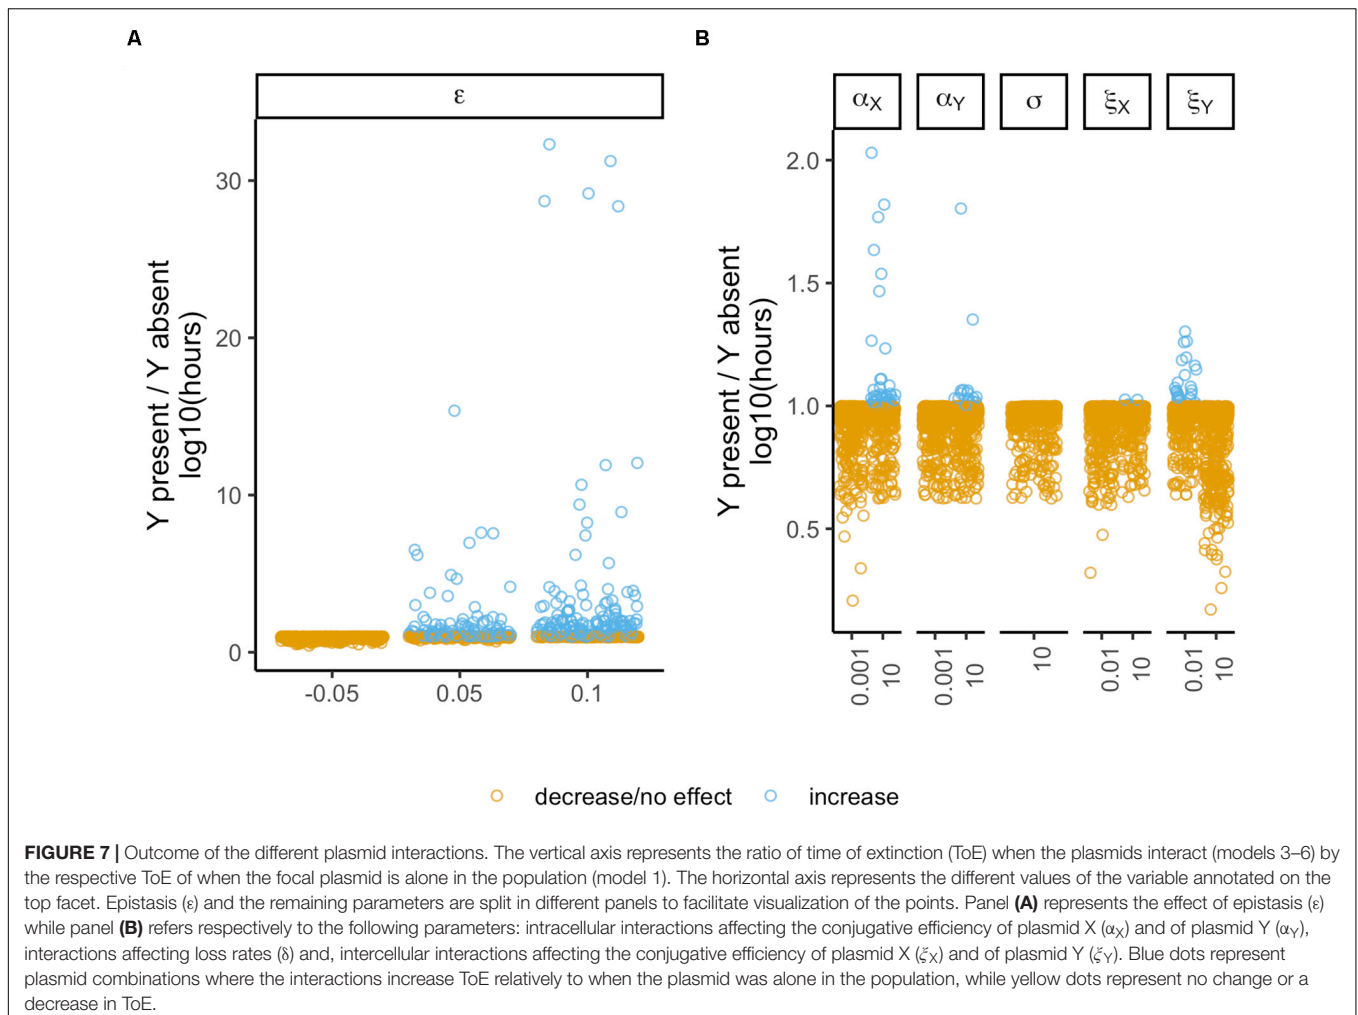 A
B
ε
αX
αY
σ
ξX
ξY
Y present / Y absent
log10(hours)
30
20
10
0
-0.05
0.05
0.1
Y present / Y absent
log10(hours)
2.0
1.5
1.0
0.5
0.001
10
0.001
10
10
0.01
10
0.01
10
decrease/no effect
increase
FIGURE 7 | Outcome of the different plasmid interactions. The vertical axis represents the ratio of time of extinction (ToE) when the plasmids interact (models 3–6) by
the respective ToE of when the focal plasmid is alone in the population (model 1). The horizontal axis represents the different values of the variable annotated on the
top facet. Epistasis (ε) and the remaining parameters are split in different panels to facilitate visualization of the points. Panel (A) represents the effect of epistasis (ε)
while panel (B) refers respectively to the following parameters: intracellular interactions affecting the conjugative efficiency of plasmid X (αX) and of plasmid Y (αY),
interactions affecting loss rates (δ) and, intercellular interactions affecting the conjugative efficiency of plasmid X (ξX) and of plasmid Y (ξY). Blue dots represent
plasmid combinations where the interactions increase ToE relatively to when the plasmid was alone in the population, while yellow dots represent no change or a
decrease in ToE.